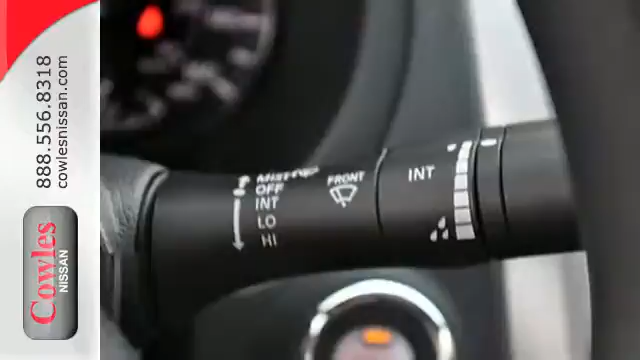 888.556.8318
cowlesnissan.com
Cowles
NISSAN
OFF
INT
LO
HI
FRONT
INT